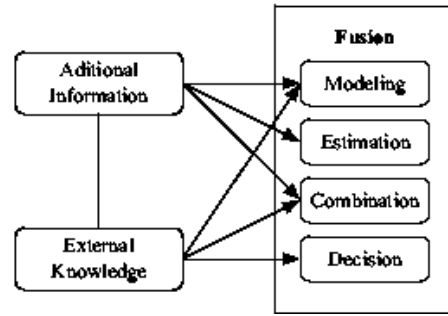 Aditional
Information
External
Knowledge
Fusion
Modeling
Estimation
Combination
Decision